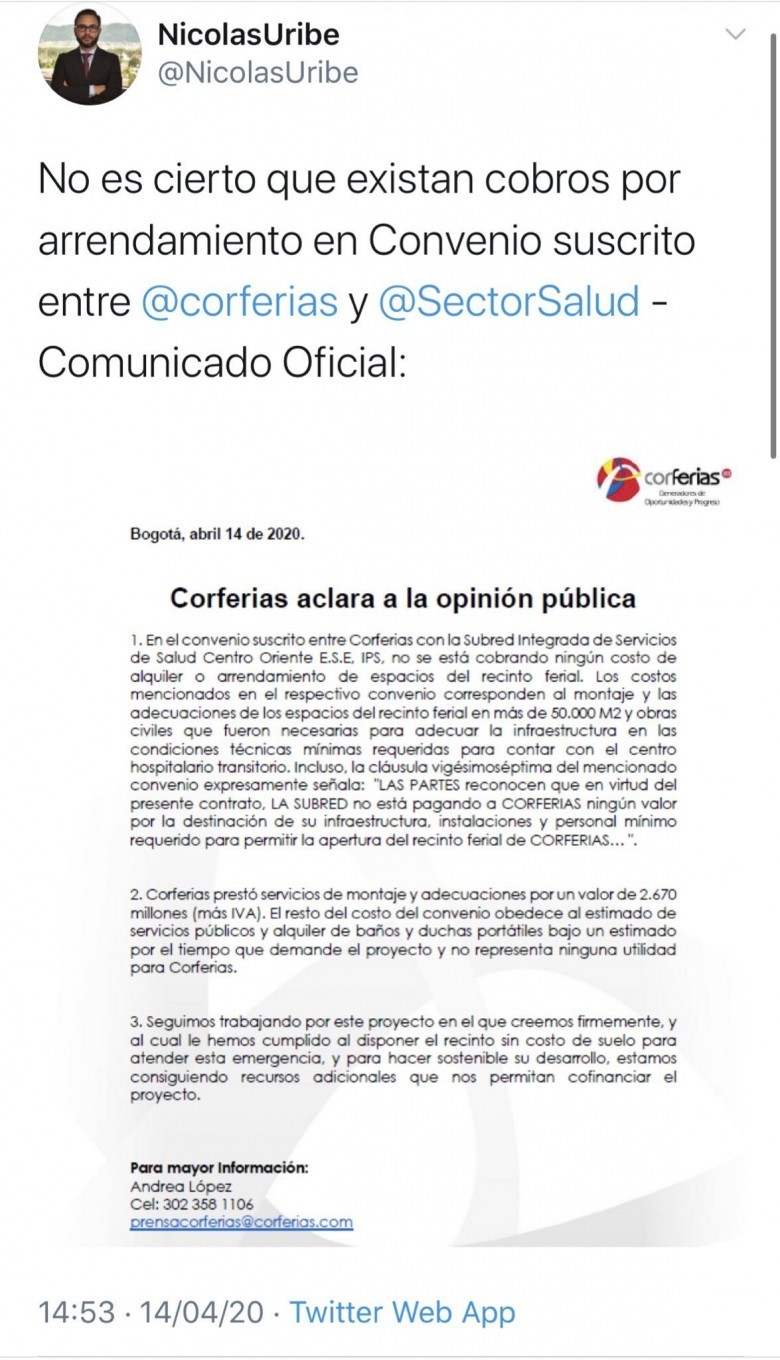 NicolasUribe
@NicolasUribe
No es cierto que existan cobros por
arrendamiento en Convenio suscrito
entre @corferias y @SectorSalud -
Comunicado Oficial:
corferias
Generadores de
Oportunidades y Progreso
Bogotá, abril 14 de 2020.
Corferias aclara a la opinión pública
1. En el convenio suscrito entre Corferias con la Subred Integrada de Servicios
de Salud Centro Oriente E.S.E, IPS, no se está cobrando ningún costo de
alquiler o arrendamiento de espacios del recinto ferial. Los costos
mencionados en el respectivo convenio corresponden al montaje y las
adecuaciones de los espacios del recinto ferial en más de 50.000 M2 y obras
civiles que fueron necesarias para adecuar la infraestructura en las
condiciones técnicas mínimas requeridas para contar con el centro
hospitalario transitorio. Incluso, la cláusula vigésimoséptima del mencionado
convenio expresamente señala: "LAS PARTES reconocen que en virtud del
presente contrato, LA SUBRED no está pagando a CORFERIAS ningún valor
por la destinación de su infraestructura, instalaciones y personal mínimo
requerido para permitir la apertura del recinto ferial de CORFERIAS...".
2. Corferias prestó servicios de montaje y adecuaciones por un valor de 2.670
millones (más IVA). El resto del costo del convenio obedece al estimado de
servicios públicos y alquiler de baños y duchas portátiles bajo un estimado
por el tiempo que demande el proyecto y no representa ninguna utilidad
para Corferias.
3. Seguimos trabajando por este proyecto en el que creemos firmemente, y
al cual le hemos cumplido al disponer el recinto sin costo de suelo para
atender esta emergencia, y para hacer sostenible su desarrollo, estamos
consiguiendo recursos adicionales que nos permitan cofinanciar el
proyecto.
Para mayor Información:
Andrea López
Cel: 302 358 1106
prensacorferias@corferias.com
14:53 · 14/04/20 · Twitter Web App